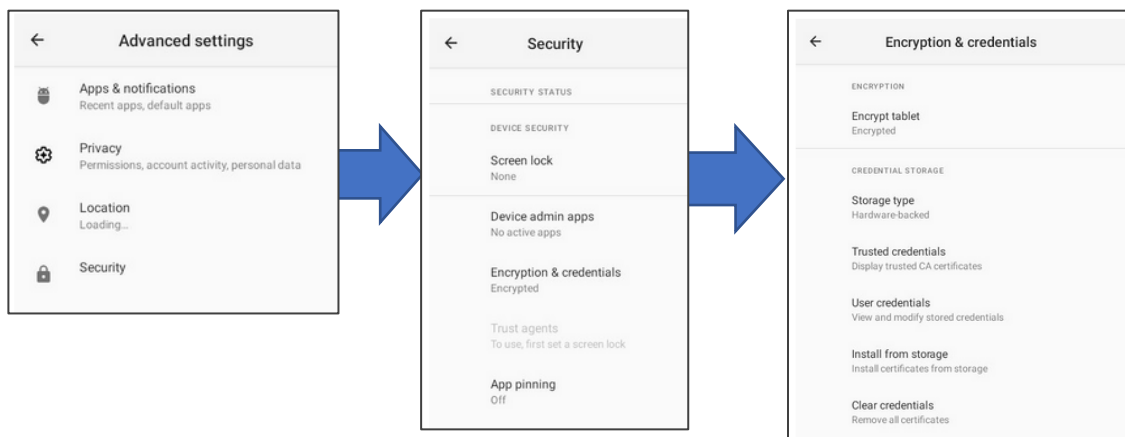 Advanced settings
Apps & notifications
Recent apps, default apps
Privacy
Permissions, account activity, personal data
Location
Loading...
Security
Security
SECURITY STATUS
DEVICE SECURITY
Screen lock
None
Device admin apps
No active apps
Encryption & credentials
Encrypted
Trust agents
To use, first set a screen lock
App pinning
Off
Encryption & credentials
ENCRYPTION
Encrypt tablet
Encrypted
CREDENTIAL STORAGE
Storage type
Hardware-backed
Trusted credentials
Display trusted CA certificates
User credentials
View and modify stored credentials
Install from storage
Install certificates from storage
Clear credentials
Remove all certificates